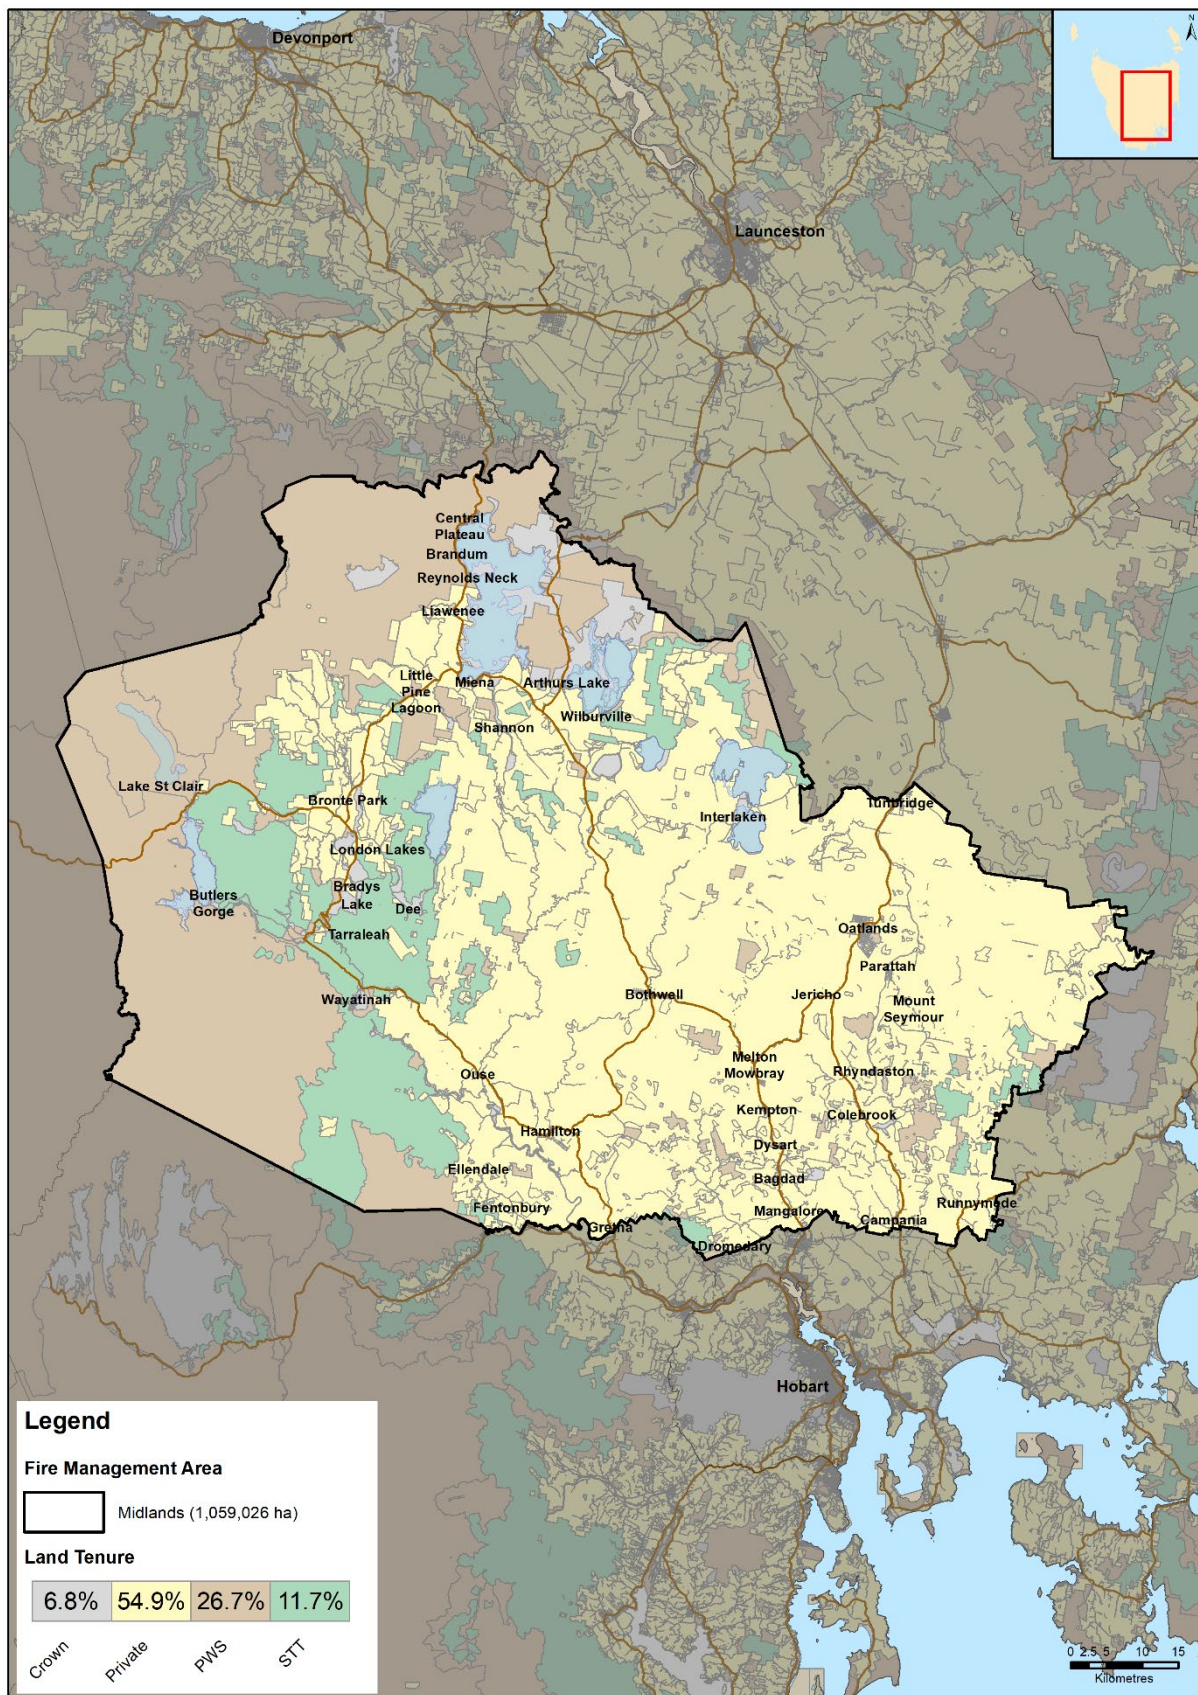 N
Devonport
Launceston
Central
Plateau
Brandum
Reynolds Neck
Liawenee
Little
Pine
Lagoon
Miena
Arthurs Lake
Shannon
Wilburville
Lake St Clair
Bronte Park
Interlaken
Tunbridge
London Lakes
Butlers
Gorge
Bradys
Lake
Dee
Tarraleah
Oatlands
Parattah
Wayatinah
Bothwell
Jericho
Mount
Seymour
Melton
Mowbray
Ouse
Rhyndaston
Kempton
Colebrook
Hamilton
Dysart
Ellendale
Bagdad
Fentonbury
Mangalore
Runnymede
Gretna
Campania
Dromedary
Hobart
Legend
Fire Management Area
Midlands (1,059,026 ha)
Land Tenure
6.8% 54.9% 26.7% 11.7%
Crown Private PWS STT
0 2.5 5 10 15
Kilometres